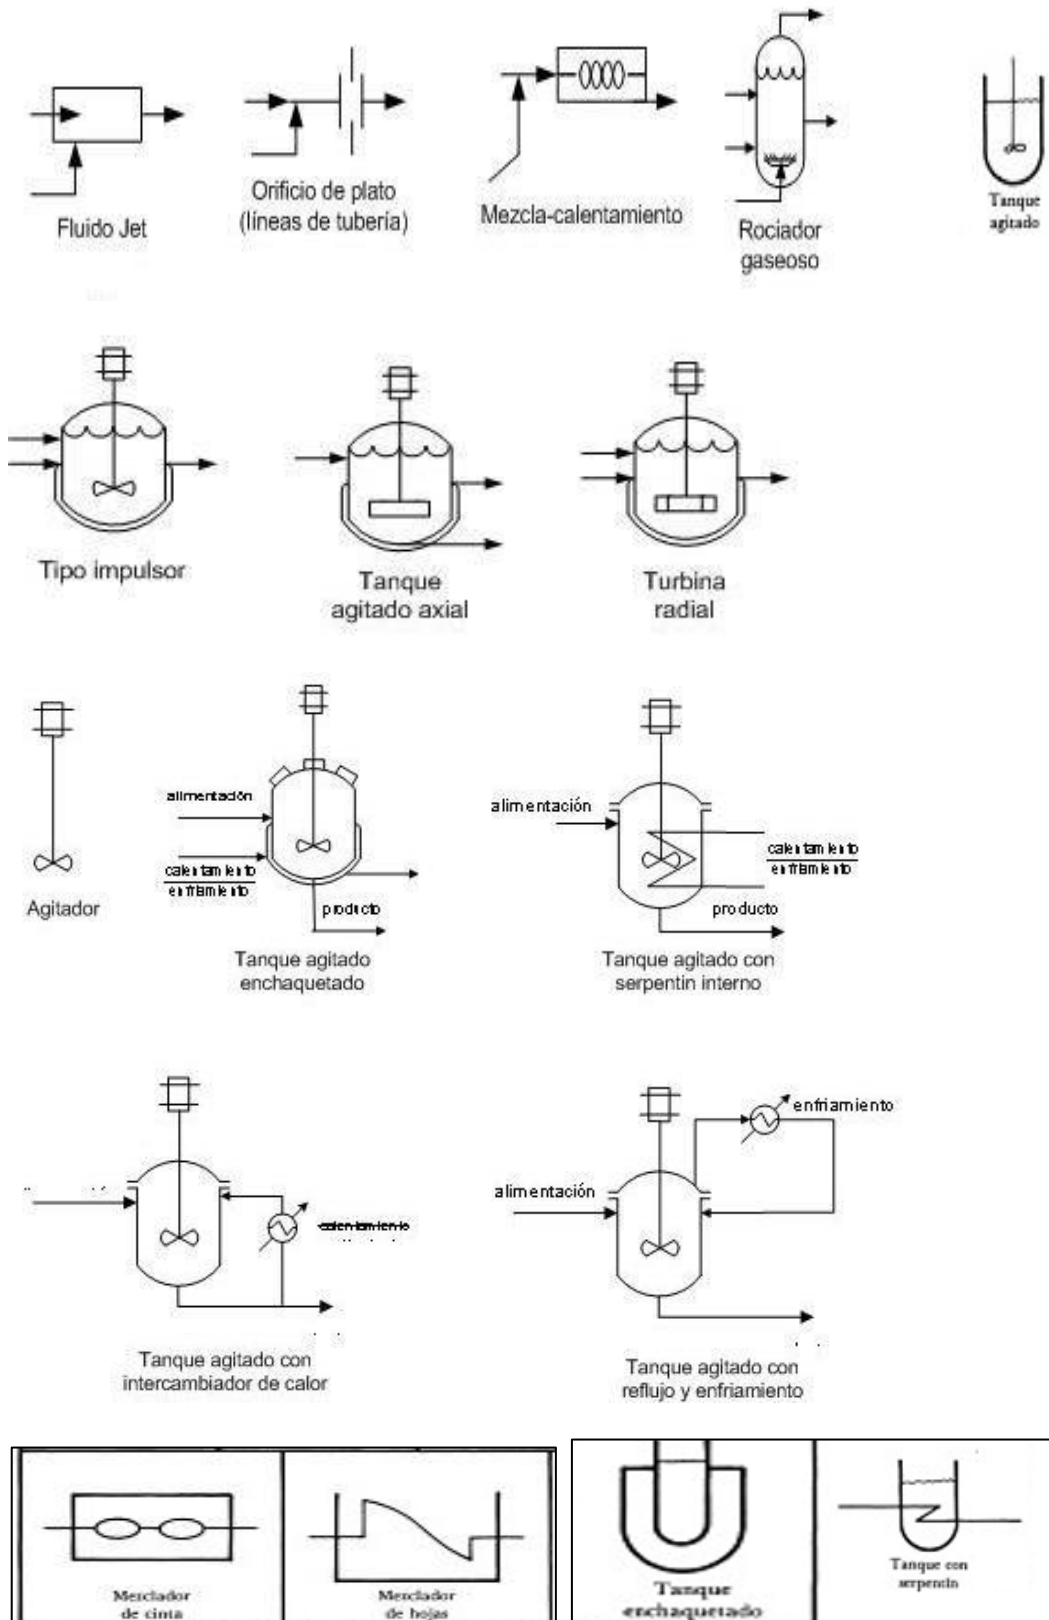 Fluido Jet
Orificio de plato
(líneas de tubería)
Mezcla-calentamiento
Rociador
gaseoso
Tanque
agitado
Tipo impulsor
Tanque
agitado axial
Turbina
radial
Agitador
alimentación
calentamiento
enfriamiento
producto
Tanque agitado
enchaquetado
alimentación
calentamiento
enfriamiento
producto
Tanque agitado con
serpentin interno
calentamiento
Tanque agitado con
intercambiador de calor
enfriamiento
alimentación
Tanque agitado con
reflujo y enfriamiento
Mezclador
de cinta
Mezclador
de hojas
Tanque
enchaquetado
Tanque con
serpentín